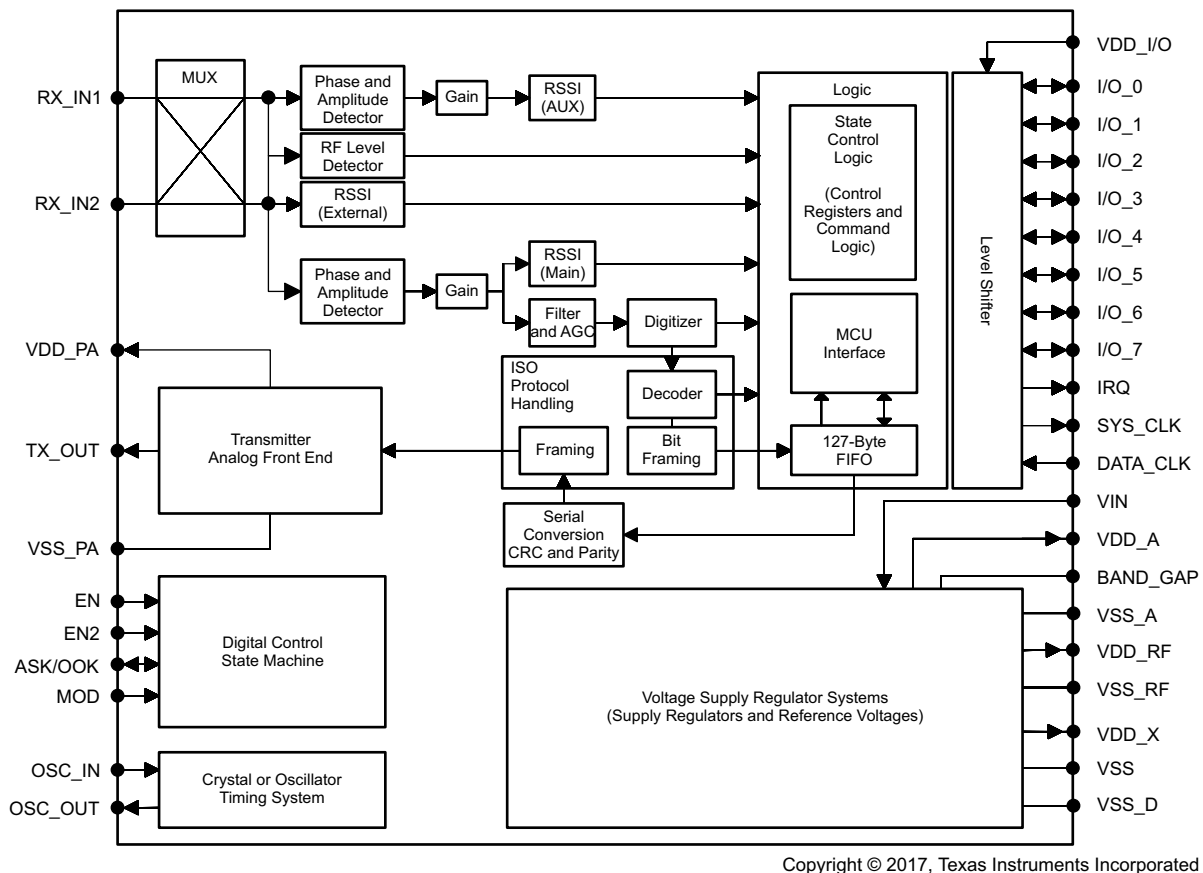 MUX
RX_IN1
RX_IN2
Phase and
Amplitude
Detector
Gain
RSSI
(AUX)
RF Level
Detector
RSSI
(External)
Phase and
Amplitude
Detector
Gain
RSSI
(Main)
Filter
and AGC
Digitizer
ISO
Protocol
Handling
Decoder
Bit
Framing
Framing
Serial
Conversion
CRC and Parity
Logic
State
Control
Logic
(Control
Registers and
Command
Logic)
MCU
Interface
127-Byte
FIFO
Level Shifter
VDD_I/O
I/O_0
I/O_1
I/O_2
I/O_3
I/O_4
I/O_5
I/O_6
I/O_7
IRQ
SYS_CLK
DATA_CLK
VIN
VDD_A
BAND_GAP
VSS_A
VDD_RF
VSS_RF
VDD_X
VSS
VSS_D
VDD_PA
TX_OUT
VSS_PA
Transmitter
Analog Front End
EN
EN2
ASK/OOK
MOD
Digital Control
State Machine
OSC_IN
OSC_OUT
Crystal or Oscillator
Timing System
Voltage Supply Regulator Systems
(Supply Regulators and Reference Voltages)
Copyright © 2017, Texas Instruments Incorporated